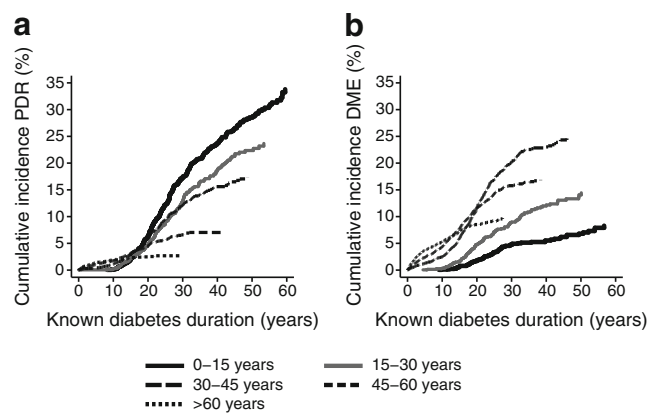 a
b
Cumulative incidence PDR (%)
35
30
25
20
15
10
5
0
0 10 20 30 40 50 60
Known diabetes duration (years)
Cumulative incidence DME (%)
35
30
25
20
15
10
5
0
0 10 20 30 40 50 60
Known diabetes duration (years)
0–15 years
15–30 years
30–45 years
45–60 years
>60 years